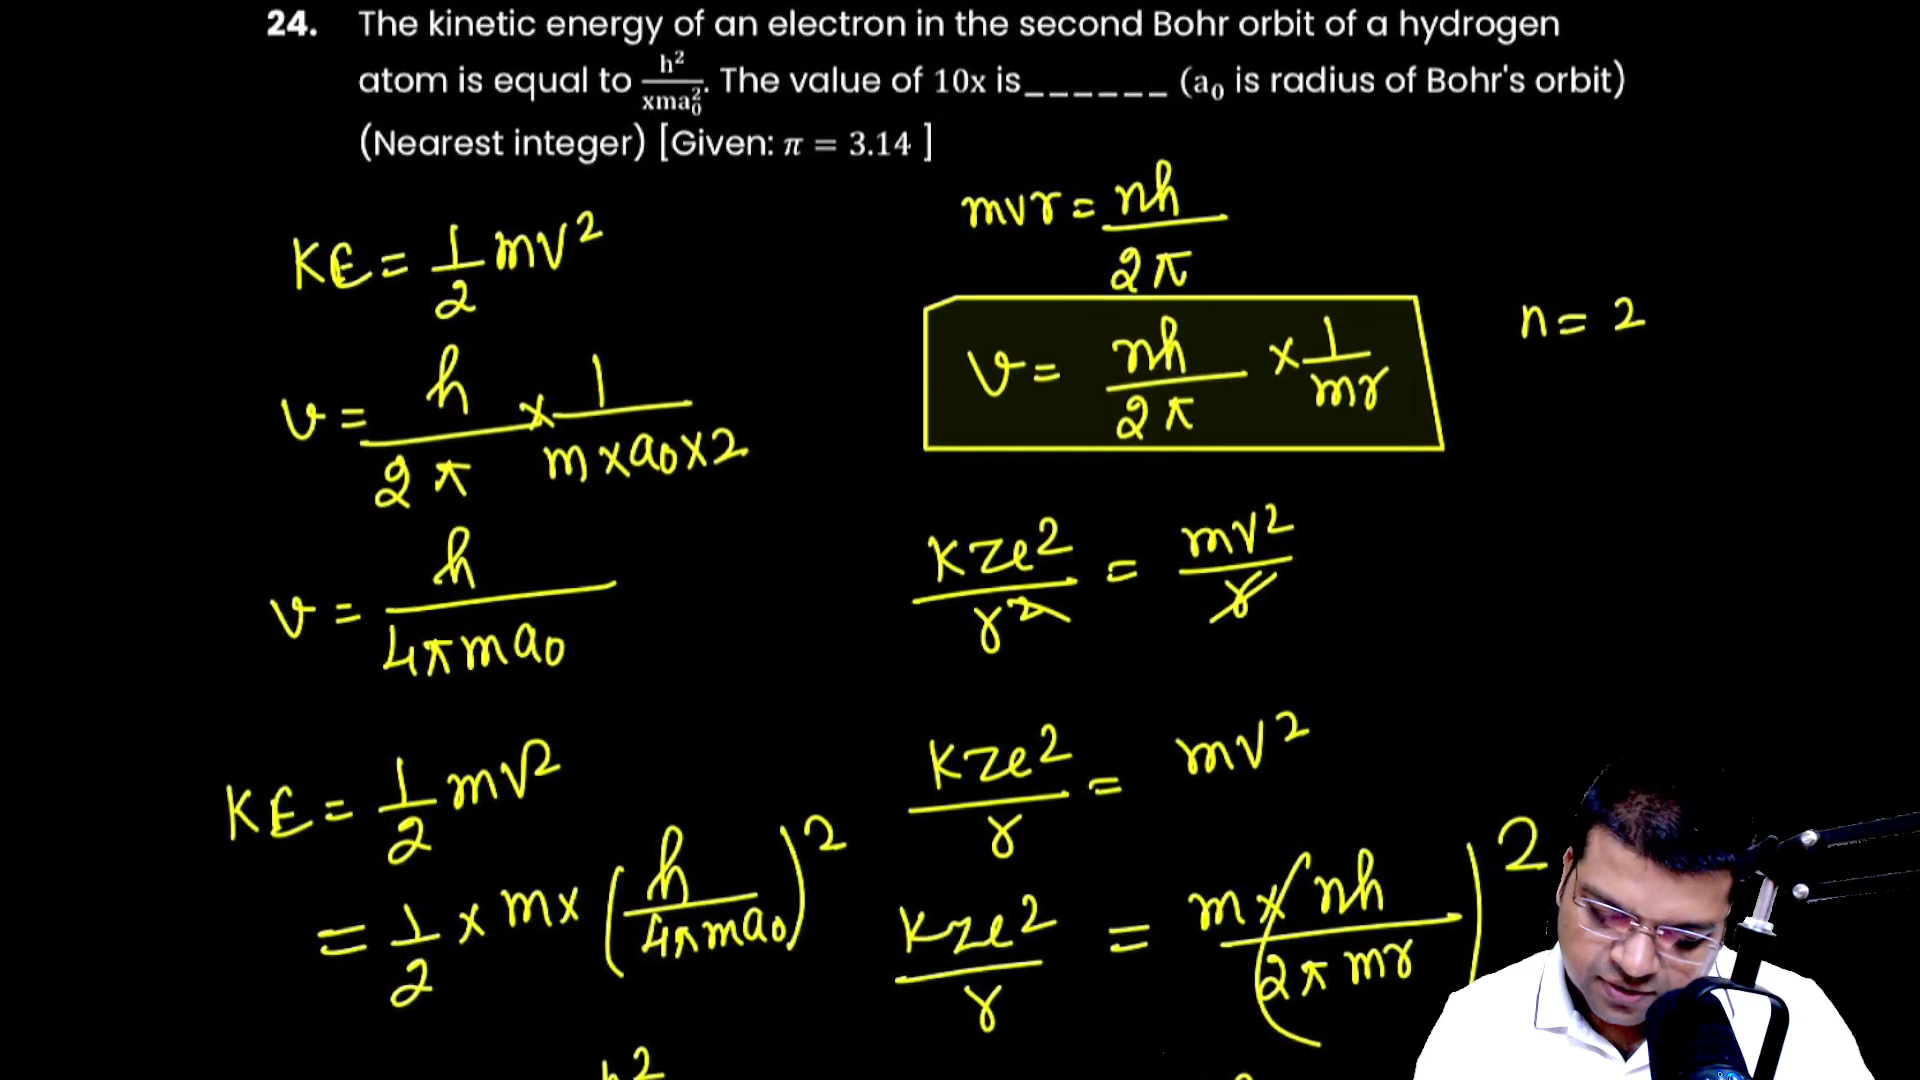 24. The kinetic energy of an electron in the second Bohr orbit of a hydrogen
atom is equal to h²/xma₀². The value of 10x is______ (a₀ is radius of Bohr's orbit)
(Nearest integer) [Given: π = 3.14 ]
KE = 1/2 mv²
v = h/2π × 1/(m×a₀×2)
v = h/4πma₀
KE = 1/2 mv²
= 1/2 × m× (h/4πma₀)²
h²
mvr = nh/2π
v = nh/2π × 1/mr
n = 2
kze²/r² = mv²/r
kze²/r = mv²
kze²/r = m×(nh/2πmr)²